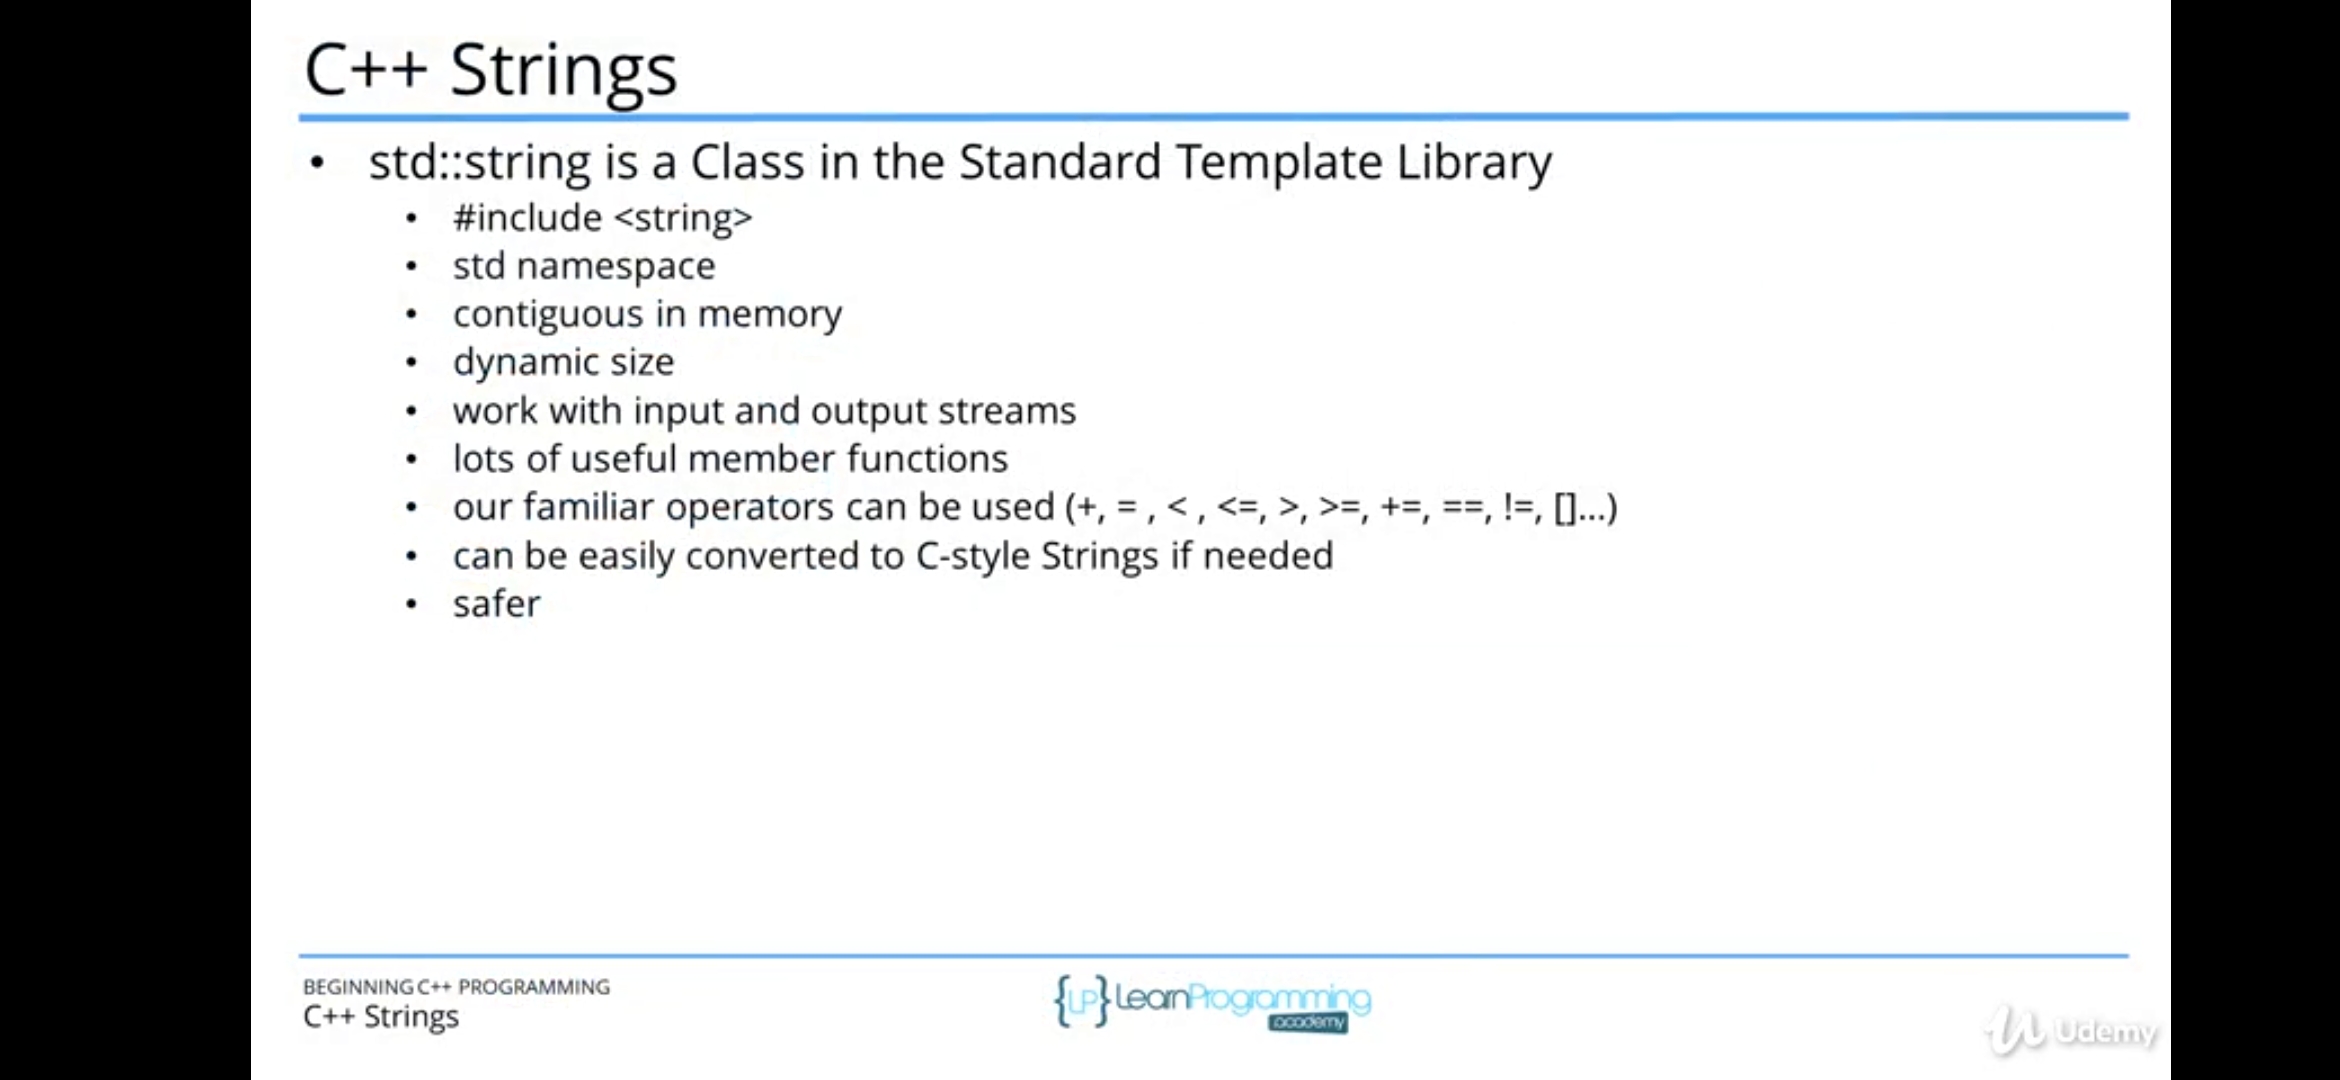 C++ Strings
• std::string is a Class in the Standard Template Library
• #include <string>
• std namespace
• contiguous in memory
• dynamic size
• work with input and output streams
• lots of useful member functions
• our familiar operators can be used (+, = , < , <=, >, >=, +=, ==, !=, []...)
• can be easily converted to C-style Strings if needed
• safer
BEGINNING C++ PROGRAMMING
C++ Strings
{LP} LearnProgramming
academy
Udemy